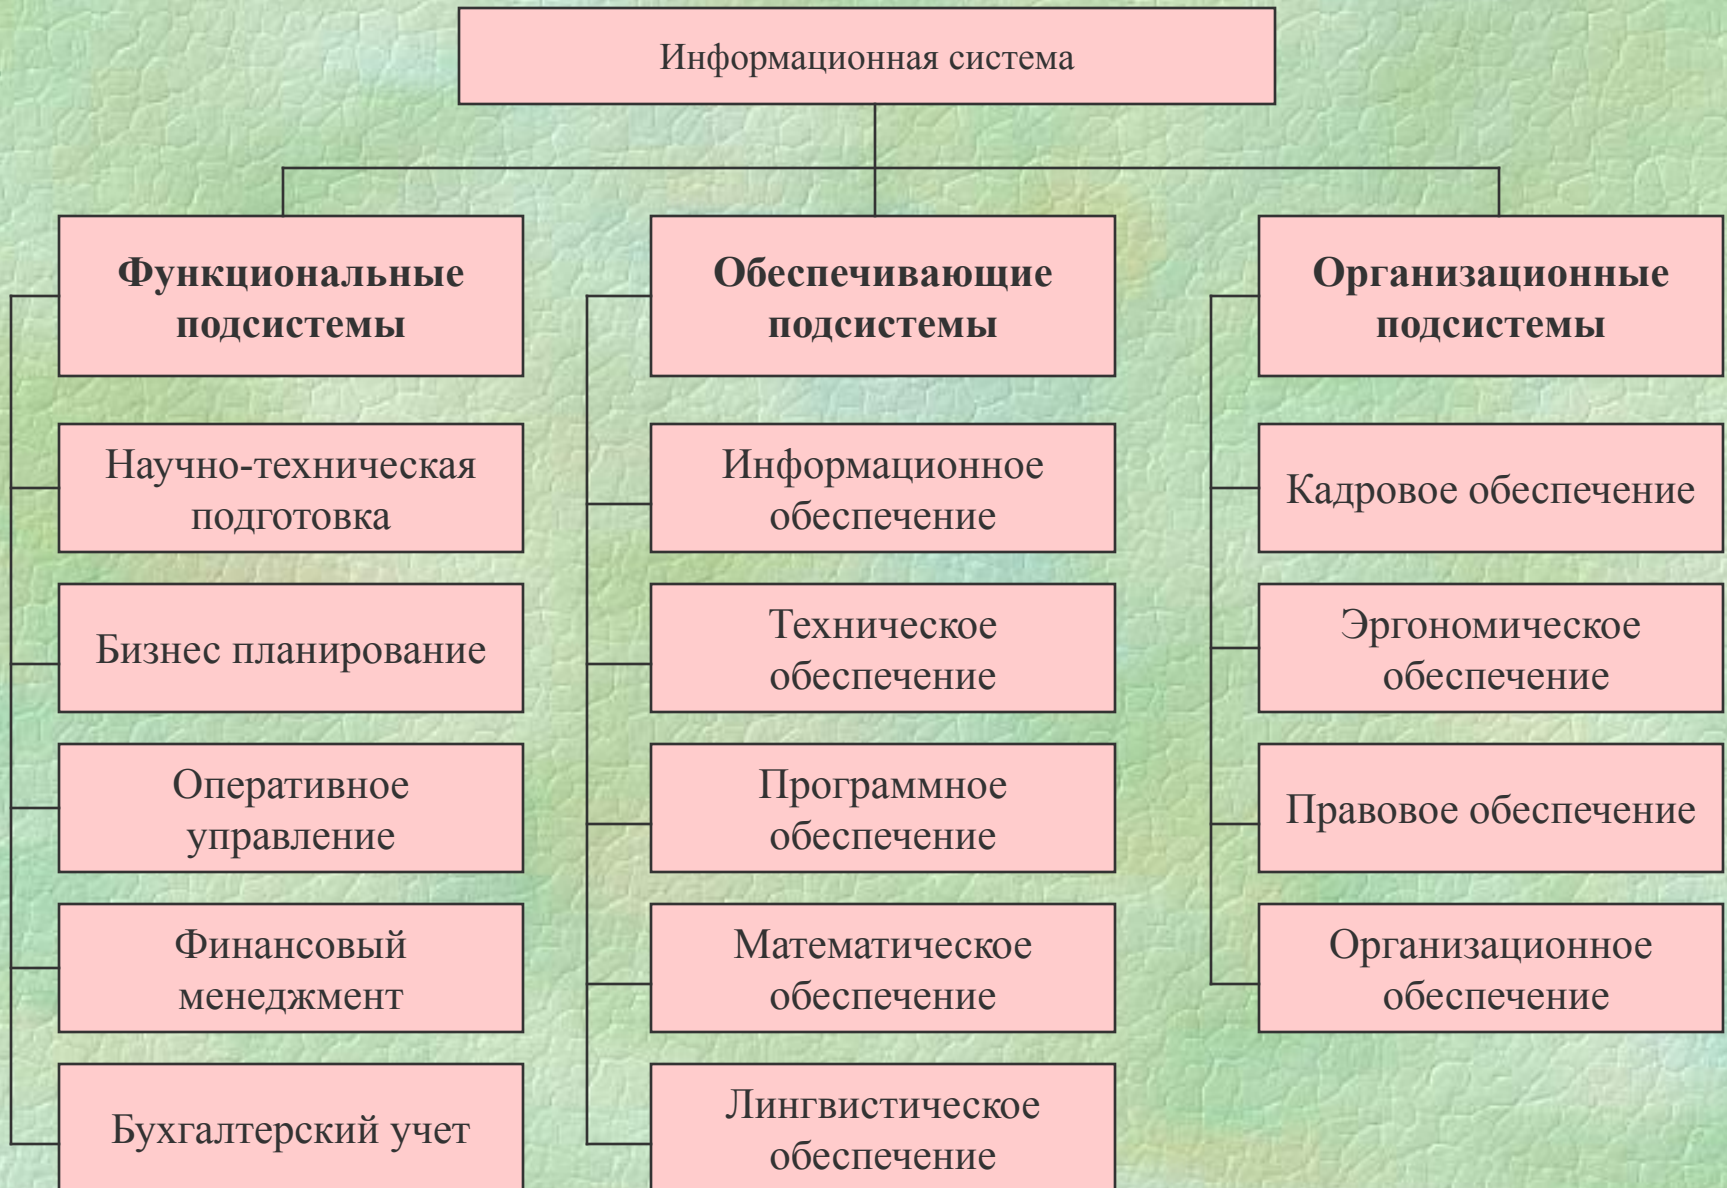 Информационная система
Функциональные
подсистемы
Научно-техническая
подготовка
Бизнес планирование
Оперативное
управление
Финансовый
менеджмент
Бухгалтерский учет
Обеспечивающие
подсистемы
Информационное
обеспечение
Техническое
обеспечение
Программное
обеспечение
Математическое
обеспечение
Лингвистическое
обеспечение
Организационные
подсистемы
Кадровое обеспечение
Эргономическое
обеспечение
Правовое обеспечение
Организационное
обеспечение